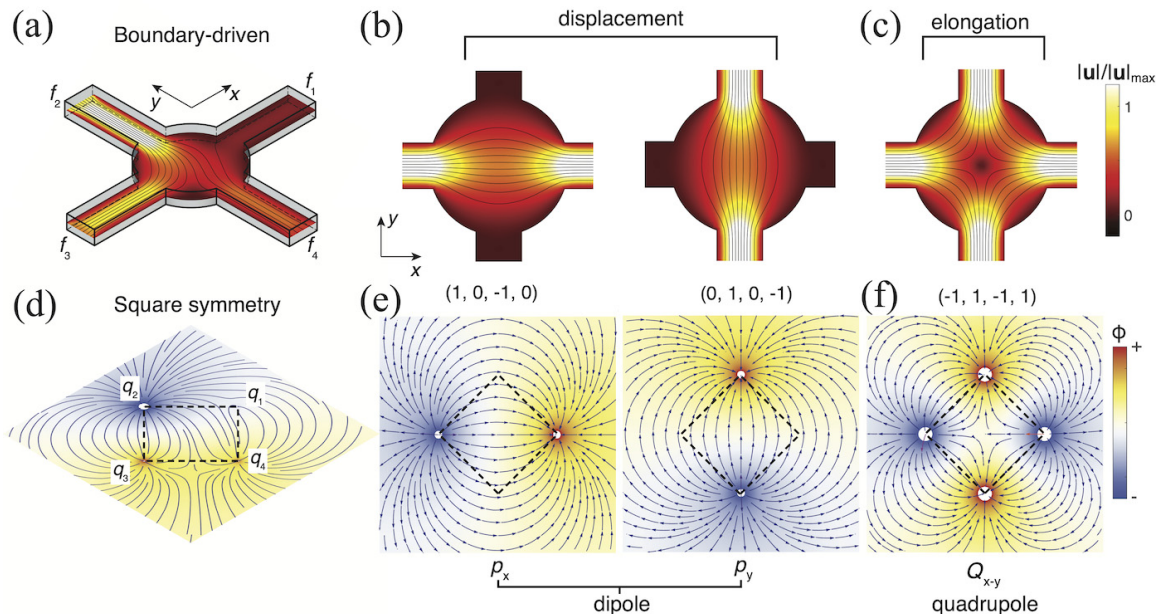 (a)
Boundary-driven
f₂
y
x
f₁
f₃
f₄
(b)
displacement
y
x
(c)
elongation
|u|/|u|max
1
0
(d)
Square symmetry
q₂
q₁
q₃
q₄
(e)
(1, 0, -1, 0)
(0, 1, 0, -1)
pₓ
p_y
dipole
(f)
(-1, 1, -1, 1)
Φ
+
-
Qx-y
quadrupole